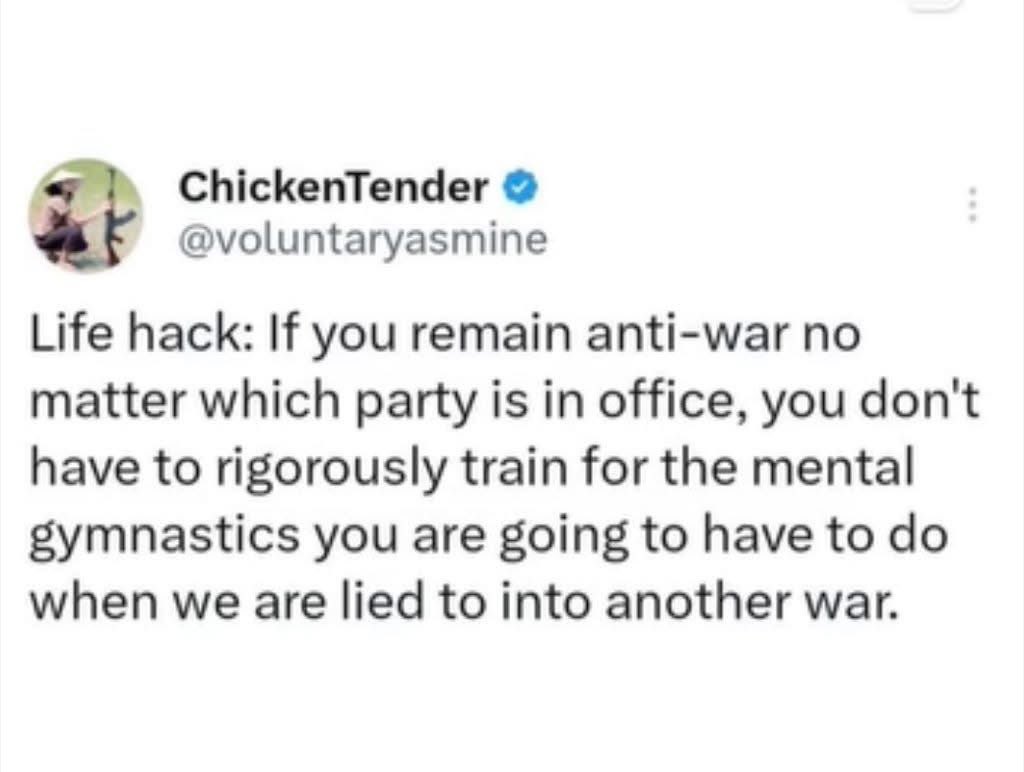 ChickenTender
@voluntaryasmine
Life hack: If you remain anti-war no
matter which party is in office, you don't
have to rigorously train for the mental
gymnastics you are going to have to do
when we are lied to into another war.